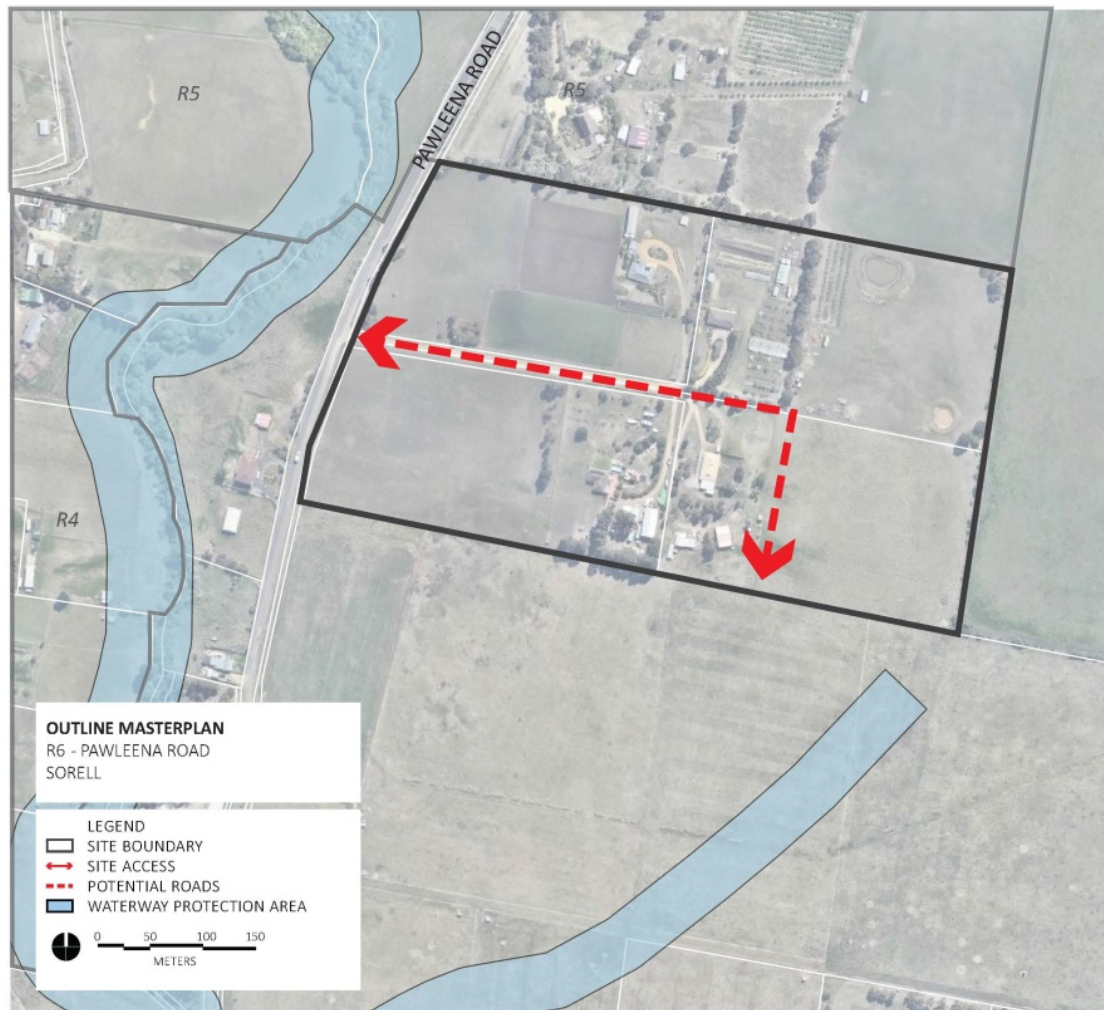 R5
PAWLEENA ROAD
R5
R4
OUTLINE MASTERPLAN
R6 - PAWLEENA ROAD
SORELL
LEGEND
SITE BOUNDARY
SITE ACCESS
POTENTIAL ROADS
WATERWAY PROTECTION AREA
0 50 100 150
METERS